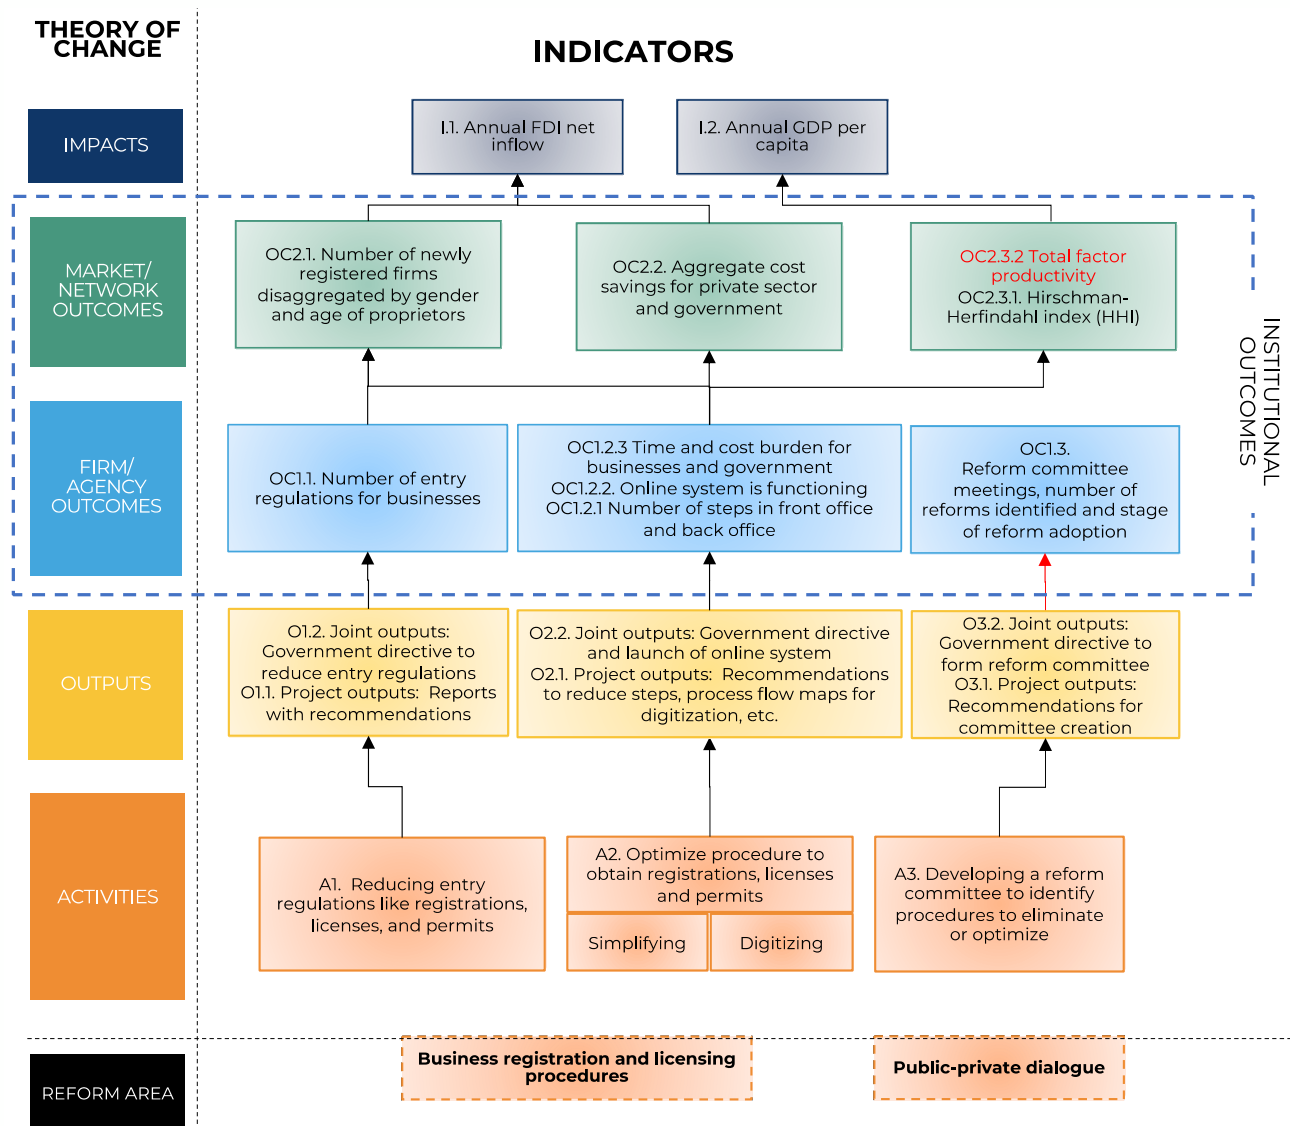 THEORY OF
CHANGE
INDICATORS
IMPACTS
I.1. Annual FDI net
inflow
I.2. Annual GDP per
capita
MARKET/
NETWORK
OUTCOMES
OC2.1. Number of newly
registered firms
disaggregated by gender
and age of proprietors
OC2.2. Aggregate cost
savings for private sector
and government
OC2.3.2 Total factor
productivity
OC2.3.1. Hirschman-
Herfindahl index (HHI)
INSTITUTIONAL
OUTCOMES
FIRM/
AGENCY
OUTCOMES
OC1.1. Number of entry
regulations for businesses
OC1.2.3 Time and cost burden for
businesses and government
OC1.2.2. Online system is functioning
OC1.2.1 Number of steps in front office
and back office
OC1.3.
Reform committee
meetings, number of
reforms identified and stage
of reform adoption
OUTPUTS
O1.2. Joint outputs:
Government directive to
reduce entry regulations
O1.1. Project outputs: Reports
with recommendations
O2.2. Joint outputs: Government directive
and launch of online system
O2.1. Project outputs: Recommendations
to reduce steps, process flow maps for
digitization, etc.
O3.2. Joint outputs:
Government directive to
form reform committee
O3.1. Project outputs:
Recommendations for
committee creation
ACTIVITIES
A1. Reducing entry
regulations like registrations,
licenses, and permits
A2. Optimize procedure to
obtain registrations, licenses
and permits
Simplifying
Digitizing
A3. Developing a reform
committee to identify
procedures to eliminate
or optimize
REFORM AREA
Business registration and licensing
procedures
Public-private dialogue